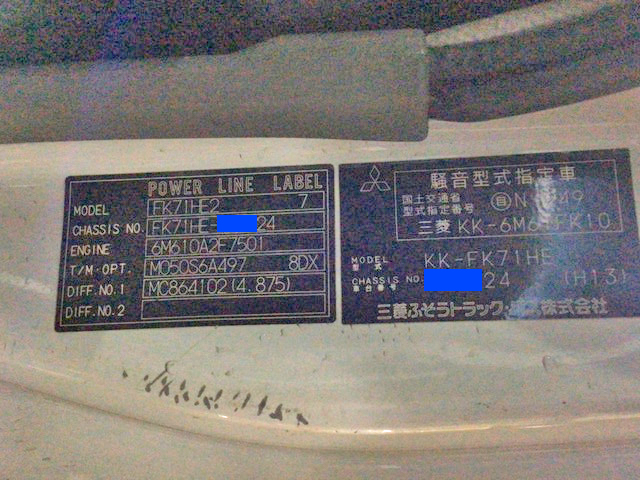 POWER LINE LABEL
MODEL FK71HE2 7
CHASSIS NO. FK71HE- 24
ENGINE 6M610A2F7501
T/M·OPT. M050S6A497 8DX
DIFF.NO.1 MC864102(4.875)
DIFF.NO.2
騒音型式指定車
国土交通省
型式指定番号
三菱
MODEL KK-FK71HE
型式
CHASSIS NO. 24 (H13)
車台番号
三菱ふそうトラック 株式会社